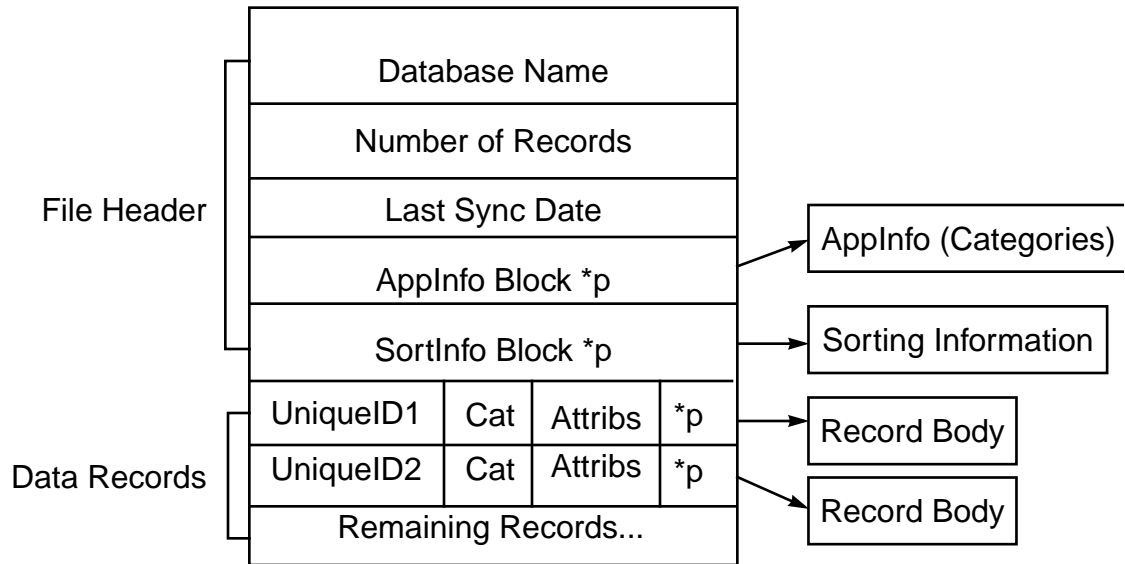 Database Name
Number of Records
File Header
Last Sync Date
AppInfo (Categories)
AppInfo Block *p
SortInfo Block *p
Sorting Information
UniqueID1 Cat Attribs *p
Record Body
Data Records
UniqueID2 Cat Attribs *p
Record Body
Remaining Records...